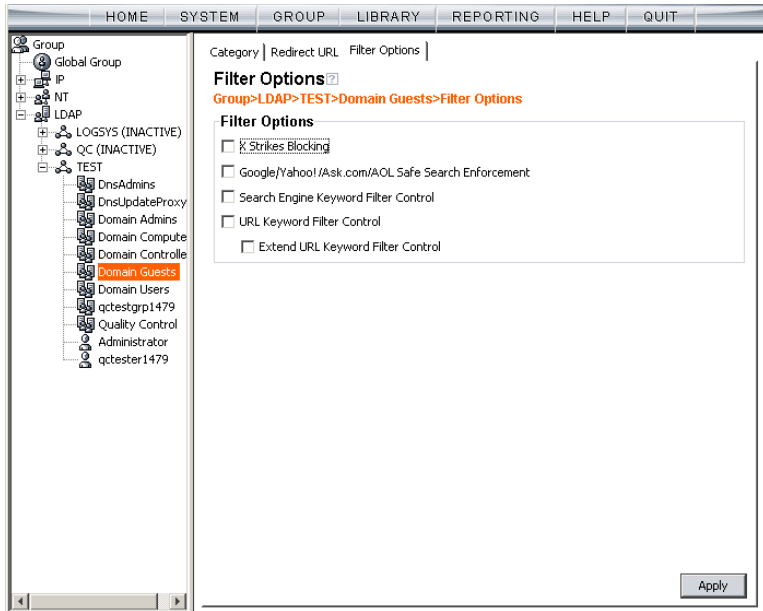 HOME SYSTEM GROUP LIBRARY REPORTING HELP QUIT
Group
Global Group
IP
NT
LDAP
LOGSYS (INACTIVE)
QC (INACTIVE)
TEST
DnsAdmins
DnsUpdateProxy
Domain Admins
Domain Compute
Domain Controlle
Domain Guests
Domain Users
qctestgrp1479
Quality Control
Administrator
qctester1479
Category Redirect URL Filter Options
Filter Options ?
Group>LDAP>TEST>Domain Guests>Filter Options
Filter Options
X Strikes Blocking
Google/Yahoo!/Ask.com/AOL Safe Search Enforcement
Search Engine Keyword Filter Control
URL Keyword Filter Control
Extend URL Keyword Filter Control
Apply